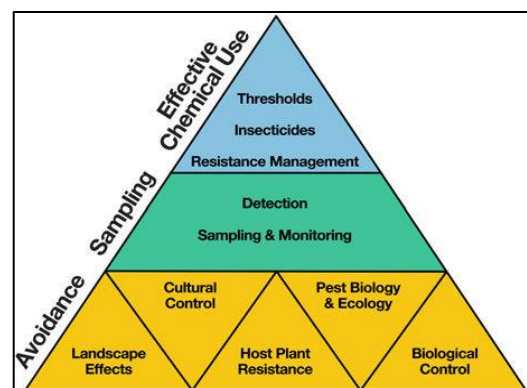 Effective
Chemical Use
Thresholds
Insecticides
Resistance Management
Sampling
Detection
Sampling & Monitoring
Avoidance
Cultural
Control
Pest Biology
& Ecology
Landscape
Effects
Host Plant
Resistance
Biological
Control